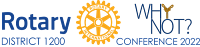 Rotary
DISTRICT 1200
WHY
NOT?
CONFERENCE 2022